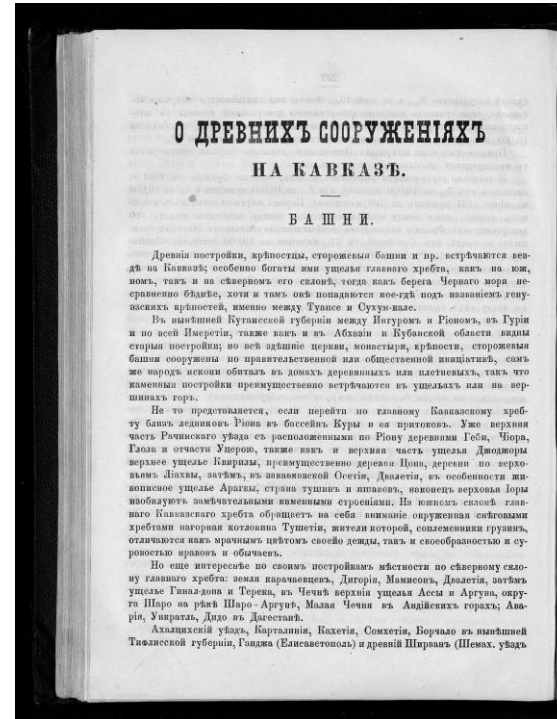 О ДРЕВНИХЪ СООРУЖЕНІЯХЪ
НА КАВКАЗѢ.
БАШНИ.
Древнія постройки, крѣпостцы, сторожевыя башни и пр. встрѣчаются вез-
дѣ на Кавказѣ; особенно богаты ими ущелья главнаго хребта, какъ на юж,
номъ, такъ и на сѣверномъ его склонѣ, тогда какъ берега Чернаго моря не-
сравненно бѣднѣе, хотя и тамъ онѣ попадаются кое-гдѣ подъ названіемъ гену-
эзскихъ крѣпостей, именно между Туапсе и Сухум-кале.
Въ нынѣшней Кутаисской губерніи между Ингуромъ и Ріономъ, въ Гуріи
и по всей Имеретіи, также какъ и въ Абхазіи и Кубанской области видны
старыя постройки; но всѣ здѣшніе церкви, монастыри, крѣпости, сторожевыя
башни сооружены по правительственной или общественной иниціативѣ, самъ
же народъ искони обиталъ въ домахъ деревянныхъ или плетневыхъ, такъ что
каменныя постройки преимущественно встрѣчаются въ ущельяхъ или на вер-
шинахъ горъ.
Не то представляется, если перейти по главному Кавказскому хреб-
ту близъ ледниковъ Ріона въ бассейнъ Куры и ея притоковъ. Уже верхняя
часть Рачинскаго уѣзда съ расположенными по Ріону деревнями Геби, Чіора,
Глола и отчасти Уцерою, также какъ и верхняя часть ущелья Джоджоры
верхнее ущелье Квирилы, преимущественно деревня Цона, деревни по верхо-
вьямъ Ліахвы, затѣмъ, въ закавказской Осетіи, Двалетія, въ особенности жи-
вописное ущелье Арагвы, страна тушинъ и пшавовъ, наконецъ верховья Іоры
изобилуютъ замѣчательными каменными строеніями. На южномъ склонѣ глав-
наго Кавказскаго хребта обращаетъ на себя вниманіе окруженная снѣговыми
хребтами нагорная котловина Тушетіи, жители которой, соплеменники грузинъ,
отличаются какъ мрачнымъ цвѣтомъ своейо дежды, такъ и своеобразностью и су-
ровостью нравовъ и обычаевъ.
Но еще интереснѣе по своимъ постройкамъ мѣстности по сѣверному скло-
ну главнаго хребта: земля карачаевцевъ, Дигорія, Мамисонъ, Двалетія, затѣмъ
ущелье Гинал-дона и Терека, въ Чечнѣ верхнія ущелья Ассы и Аргуна, окру-
га Шаро на рѣкѣ Шаро-Аргунѣ, Малая Чечня въ Андійскихъ горахъ; Ава-
рія, Ункратль, Дидо въ Дагестанѣ.
Ахалцихскій уѣздъ, Карталинія, Кахетія, Сомхетія, Борчало въ нынѣшней
Тифлисской губерніи, Ганджа (Елисаветополь) и древній Ширванъ (Шемах. уѣздъ